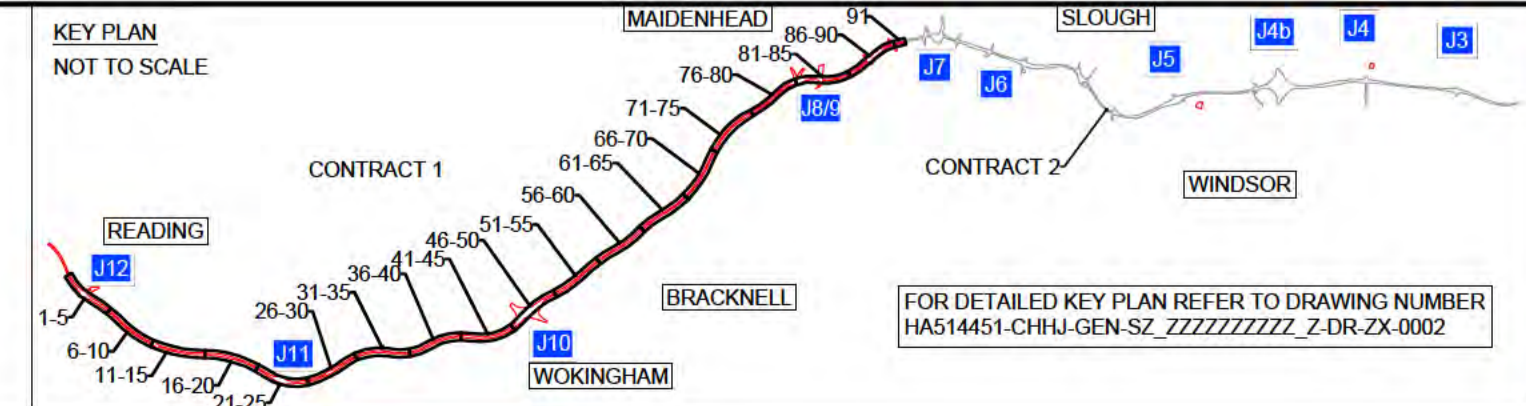 KEY PLAN
NOT TO SCALE
MAIDENHEAD
91
SLOUGH
86-90
81-85
76-80
J8/9
J7
J6
J5
J4b
J4
J3
71-75
66-70
61-65
56-60
51-55
46-50
41-45
36-40
31-35
26-30
CONTRACT 1
CONTRACT 2
WINDSOR
READING
J12
1-5
6-10
11-15
16-20
21-25
J11
J10
WOKINGHAM
BRACKNELL
FOR DETAILED KEY PLAN REFER TO DRAWING NUMBER
HA514451-CHHJ-GEN-SZ_ZZZZZZZZZZ_Z-DR-ZX-0002